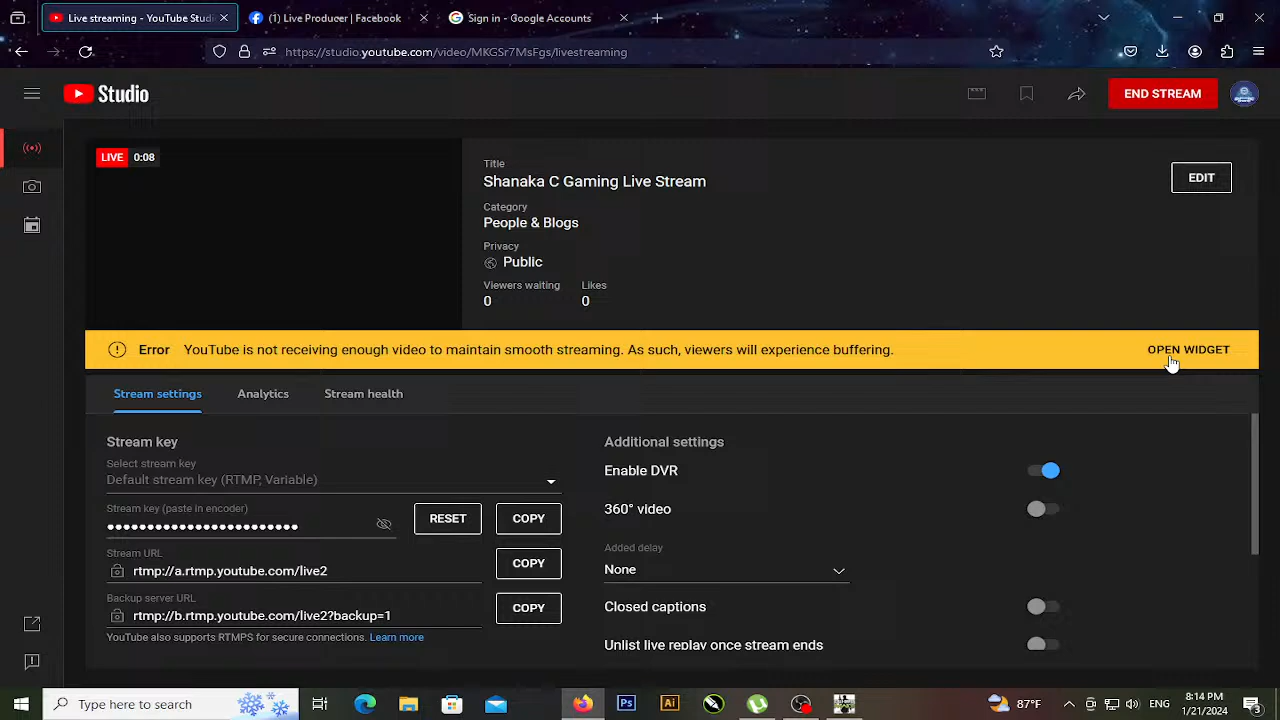 Live streaming - YouTube Studi
(1) Live Producer | Facebook
Sign in - Google Accounts
https://studio.youtube.com/video/MKGSr7MsFgs/livestreaming
Studio
END STREAM
LIVE 0:08
Title
Shanaka C Gaming Live Stream
EDIT
Category
People & Blogs
Privacy
Public
Viewers waiting Likes
0 0
Error YouTube is not receiving enough video to maintain smooth streaming. As such, viewers will experience buffering. OPEN WIDGET
Stream settings Analytics Stream health
Stream key
Select stream key
Default stream key (RTMP, Variable)
Stream key (paste in encoder)
RESET COPY
Stream URL
rtmp://a.rtmp.youtube.com/live2
COPY
Backup server URL
rtmp://b.rtmp.youtube.com/live2?backup=1
COPY
YouTube also supports RTMPS for secure connections. Learn more
Additional settings
Enable DVR
360° video
Added delay
None
Closed captions
Unlist live replay once stream ends
Type here to search
Ps
Ai
87°F
ENG
8:14 PM
1/21/2024
3